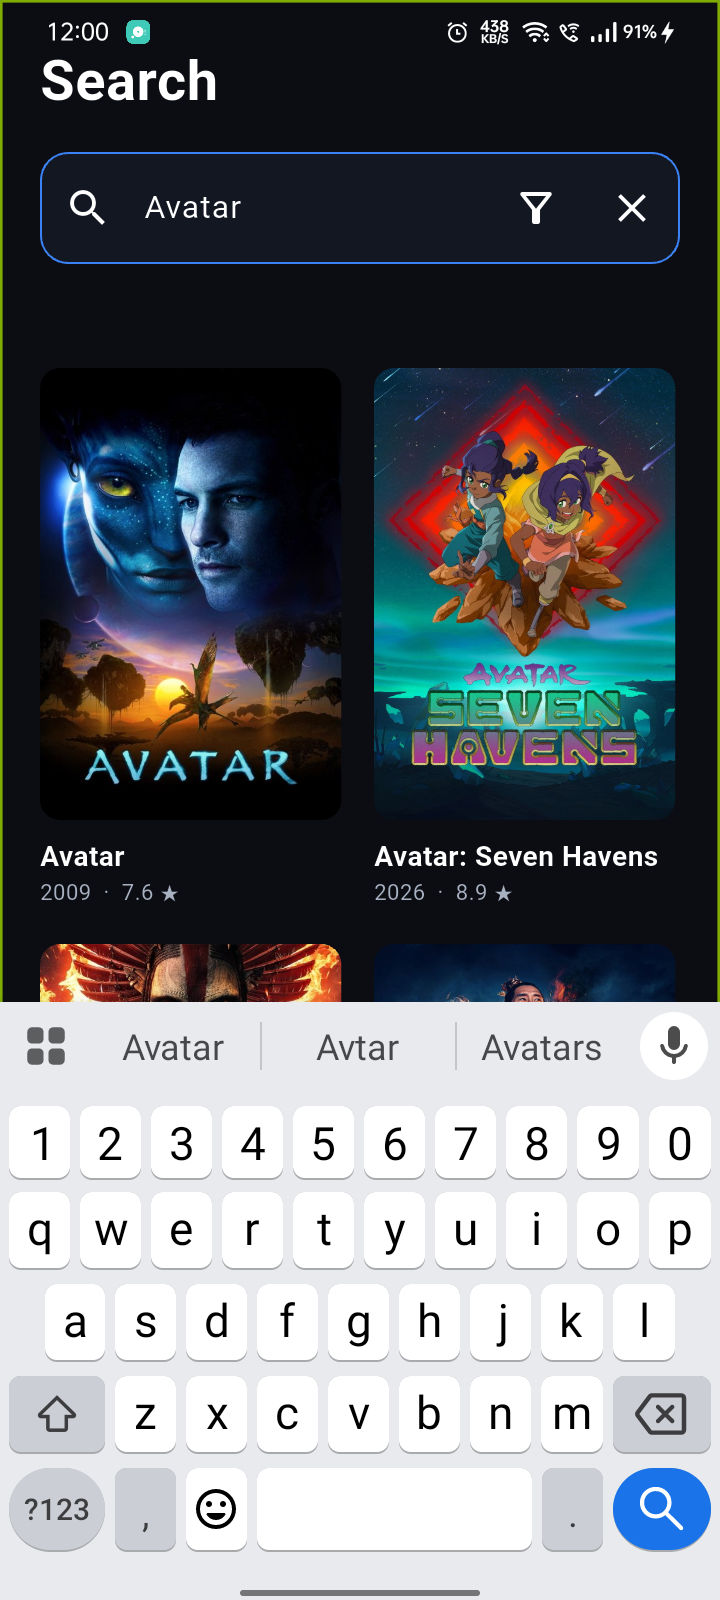 12:00
438
KB/S
91%
Search
Avatar
AVATAR
AVATAR
SEVEN
HAVENS
Avatar
2009 · 7.6 ★
Avatar: Seven Havens
2026 · 8.9 ★
Avatar
Avtar
Avatars
1 2 3 4 5 6 7 8 9 0
q w e r t y u i o p
a s d f g h j k l
z x c v b n m
?123 , .